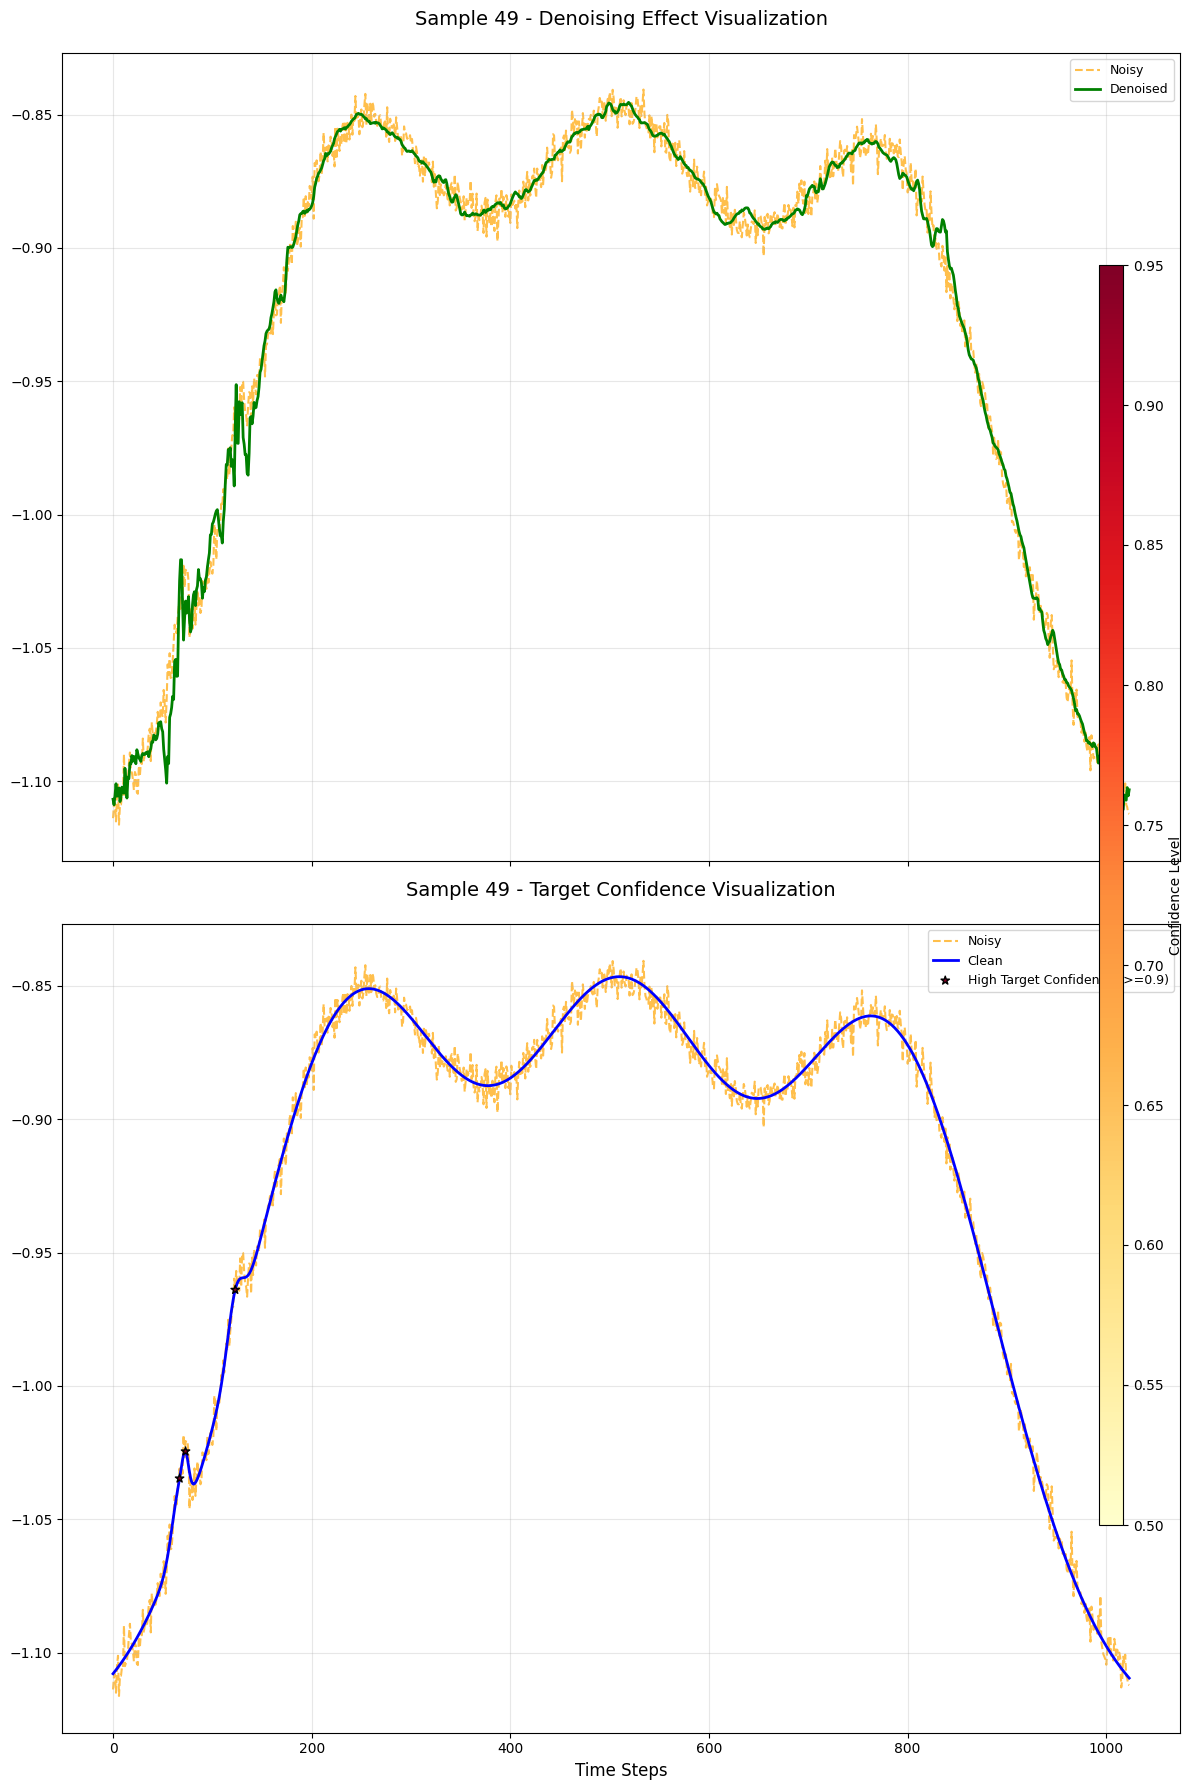 Sample 49 - Denoising Effect Visualization
Noisy
Denoised
−0.85
−0.90
−0.95
−1.00
−1.05
−1.10
0.95
0.90
0.85
0.80
0.75
0.70
0.65
0.60
0.55
0.50
Confidence Level
Sample 49 - Target Confidence Visualization
Noisy
Clean
High Target Confiden >=0.9)
−0.85
−0.90
−0.95
−1.00
−1.05
−1.10
0 200 400 600 800 1000
Time Steps